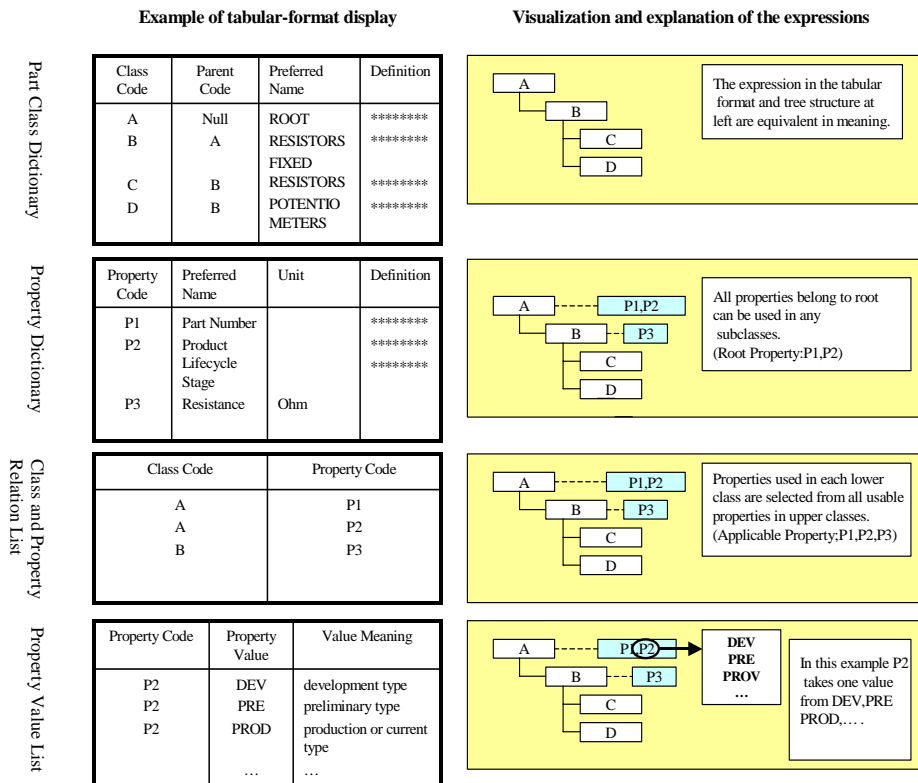 Example of tabular-format display
Visualization and explanation of the expressions
Part Class Dictionary
Class Code
Parent Code
Preferred Name
Definition
A Null ROOT ********
B A RESISTORS ********
FIXED
C B RESISTORS ********
D B POTENTIO ********
METERS
A
B
C
D
The expression in the tabular
format and tree structure at
left are equivalent in meaning.
Property Dictionary
Property Code
Preferred Name
Unit
Definition
P1 Part Number ********
P2 Product ********
Lifecycle ********
Stage
P3 Resistance Ohm
A P1,P2
B P3
C
D
All properties belong to root
can be used in any
subclasses.
(Root Property:P1,P2)
Class and Property
Relation List
Class Code Property Code
A P1
A P2
B P3
A P1,P2
B P3
C
D
Properties used in each lower
class are selected from all usable
properties in upper classes.
(Applicable Property;P1,P2,P3)
Property Value List
Property Code
Property Value
Value Meaning
P2 DEV development type
P2 PRE preliminary type
P2 PROD production or current
type
… …
A P1,P2
B P3
C
D
DEV
PRE
PROV
…
In this example P2
takes one value
from DEV,PRE
PROD,… .